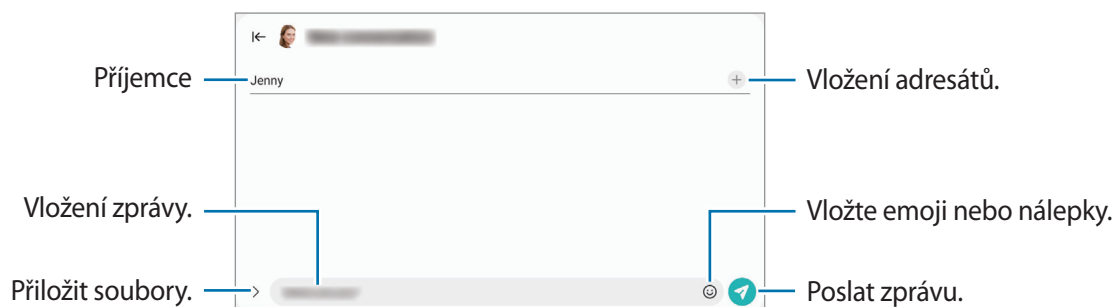 Příjemce
Jenny
Vložení adresátů.
Vložení zprávy.
Vložte emoji nebo nálepky.
Přiložit soubory.
Poslat zprávu.